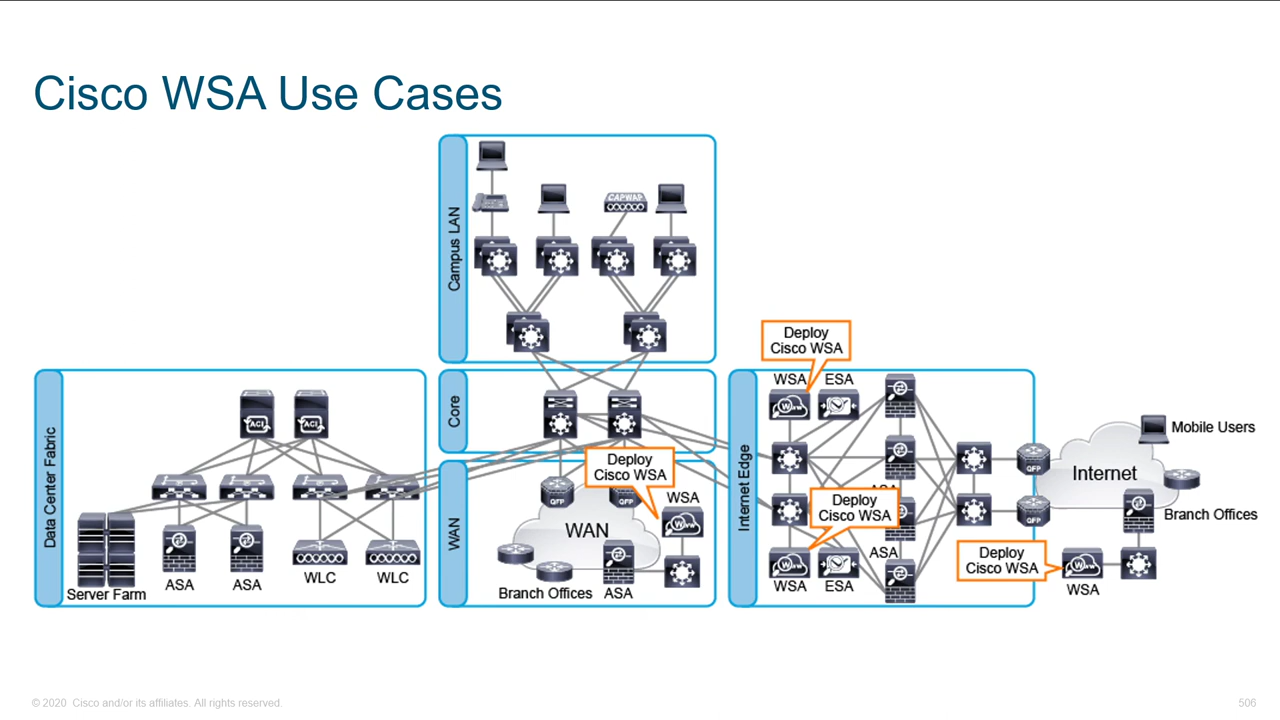 Cisco WSA Use Cases
Campus LAN
CAPWAP
Deploy
Cisco WSA
Data Center Fabric
ACI
ACI
Server Farm
ASA
ASA
WLC
WLC
Core
WAN
QFP
QFP
Deploy
Cisco WSA
WSA
WAN
Branch Offices
ASA
Internet Edge
WSA
ESA
ASA
Deploy
Cisco WSA
ASA
WSA
ESA
QFP
QFP
Internet
Mobile Users
Branch Offices
Deploy
Cisco WSA
WSA
© 2020 Cisco and/or its affiliates. All rights reserved.
506